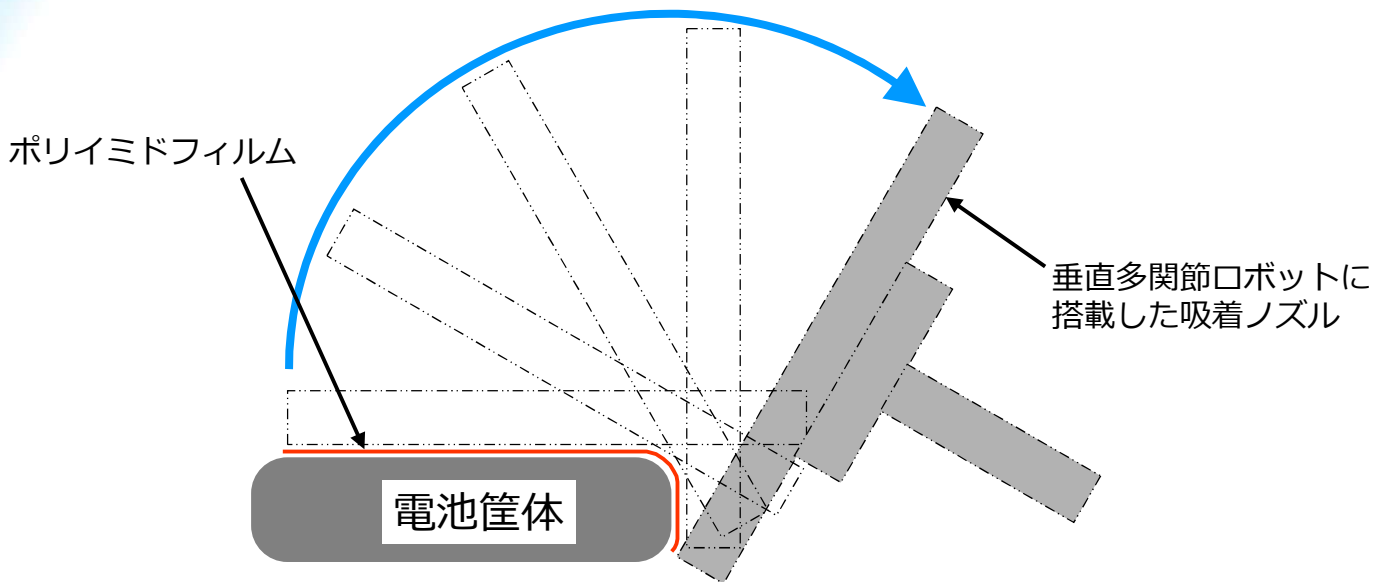 ポリイミドフィルム
垂直多関節ロボットに
搭載した吸着ノズル
電池筐体